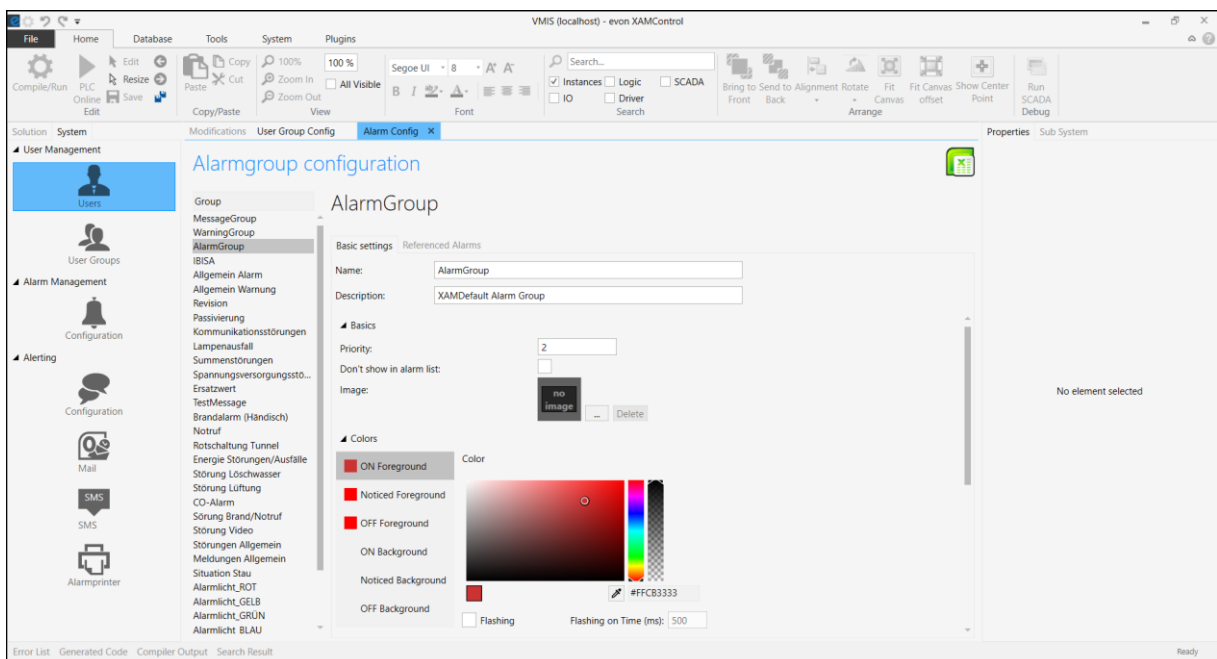 VMIS (localhost) - evon XAMControl
File Home Database Tools System Plugins
Compile/Run
PLC Online
Edit
Resize
Save
Edit
Paste
Copy
Cut
Copy/Paste
100%
Zoom In
Zoom Out
100 %
All Visible
View
Segoe UI 8 A A
B I A
Font
Search...
Instances Logic SCADA
IO Driver
Search
Bring to Front
Send to Back
Alignment
Rotate
Fit Canvas
Fit Canvas offset
Show Center Point
Arrange
Run SCADA
Debug
Solution System
User Management
Users
User Groups
Alarm Management
Configuration
Alerting
Configuration
Mail
SMS
SMS
Alarmprinter
Modifications User Group Config Alarm Config ×
Alarmgroup configuration
Group
MessageGroup
WarningGroup
AlarmGroup
IBISA
Allgemein Alarm
Allgemein Warnung
Revision
Passivierung
Kommunikationsstörungen
Lampenausfall
Summenstörungen
Spannungsversorgungsstö...
Ersatzwert
TestMessage
Brandalarm (Händisch)
Notruf
Rotschaltung Tunnel
Energie Störungen/Ausfälle
Störung Löschwasser
Störung Lüftung
CO-Alarm
Sörung Brand/Notruf
Störung Video
Störungen Allgemein
Meldungen Allgemein
Situation Stau
Alarmlicht_ROT
Alarmlicht_GELB
Alarmlicht_GRÜN
Alarmlicht BLAU
AlarmGroup
Basic settings Referenced Alarms
Name: AlarmGroup
Description: XAMDefault Alarm Group
Basics
Priority: 2
Don't show in alarm list:
Image:
no image
... Delete
Colors
ON Foreground
Noticed Foreground
OFF Foreground
ON Background
Noticed Background
OFF Background
Color
#FFCB3333
Flashing Flashing on Time (ms): 500
Properties Sub System
No element selected
Error List Generated Code Compiler Output Search Result Ready